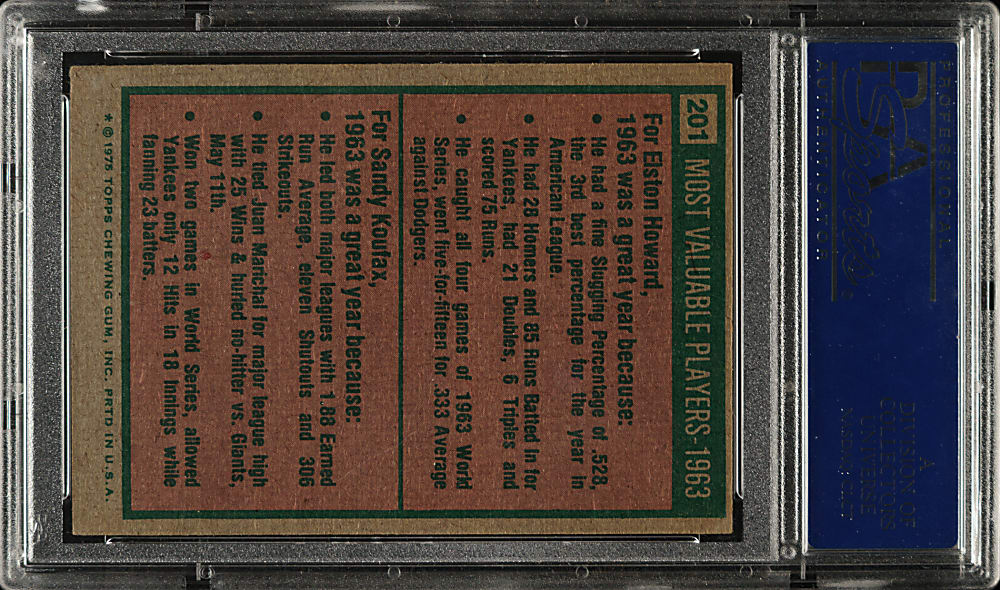 201 MOST VALUABLE PLAYERS-1963
For Elston Howard,
1963 was a great year because:
• He had a fine Slugging Percentage of .528,
the 3rd best percentage for the year in
American League.
• He had 28 Homers and 85 Runs Batted In for
Yankees, had 21 Doubles, 6 Triples and
scored 75 Runs.
• He caught all four games of 1963 World
Series, went five-for-fifteen for .333 Average
against Dodgers.
For Sandy Koufax,
1963 was a great year because:
• He led both major leagues with 1.88 Earned
Run Average, eleven Shutouts and 306
Strikeouts.
• He tied Juan Marichal for major league high
with 25 Wins & hurled no-hitter vs. Giants,
May 11th.
• Won two games in World Series, allowed
Yankees only 12 Hits in 18 Innings while
fanning 23 batters.
* © 1975 TOPPS CHEWING GUM, INC. PRTD IN U.S.A.
PROFESSIONAL
PSA
Sports
AUTHENTICATOR
A
DIVISION OF
COLLECTORS
UNIVERSE